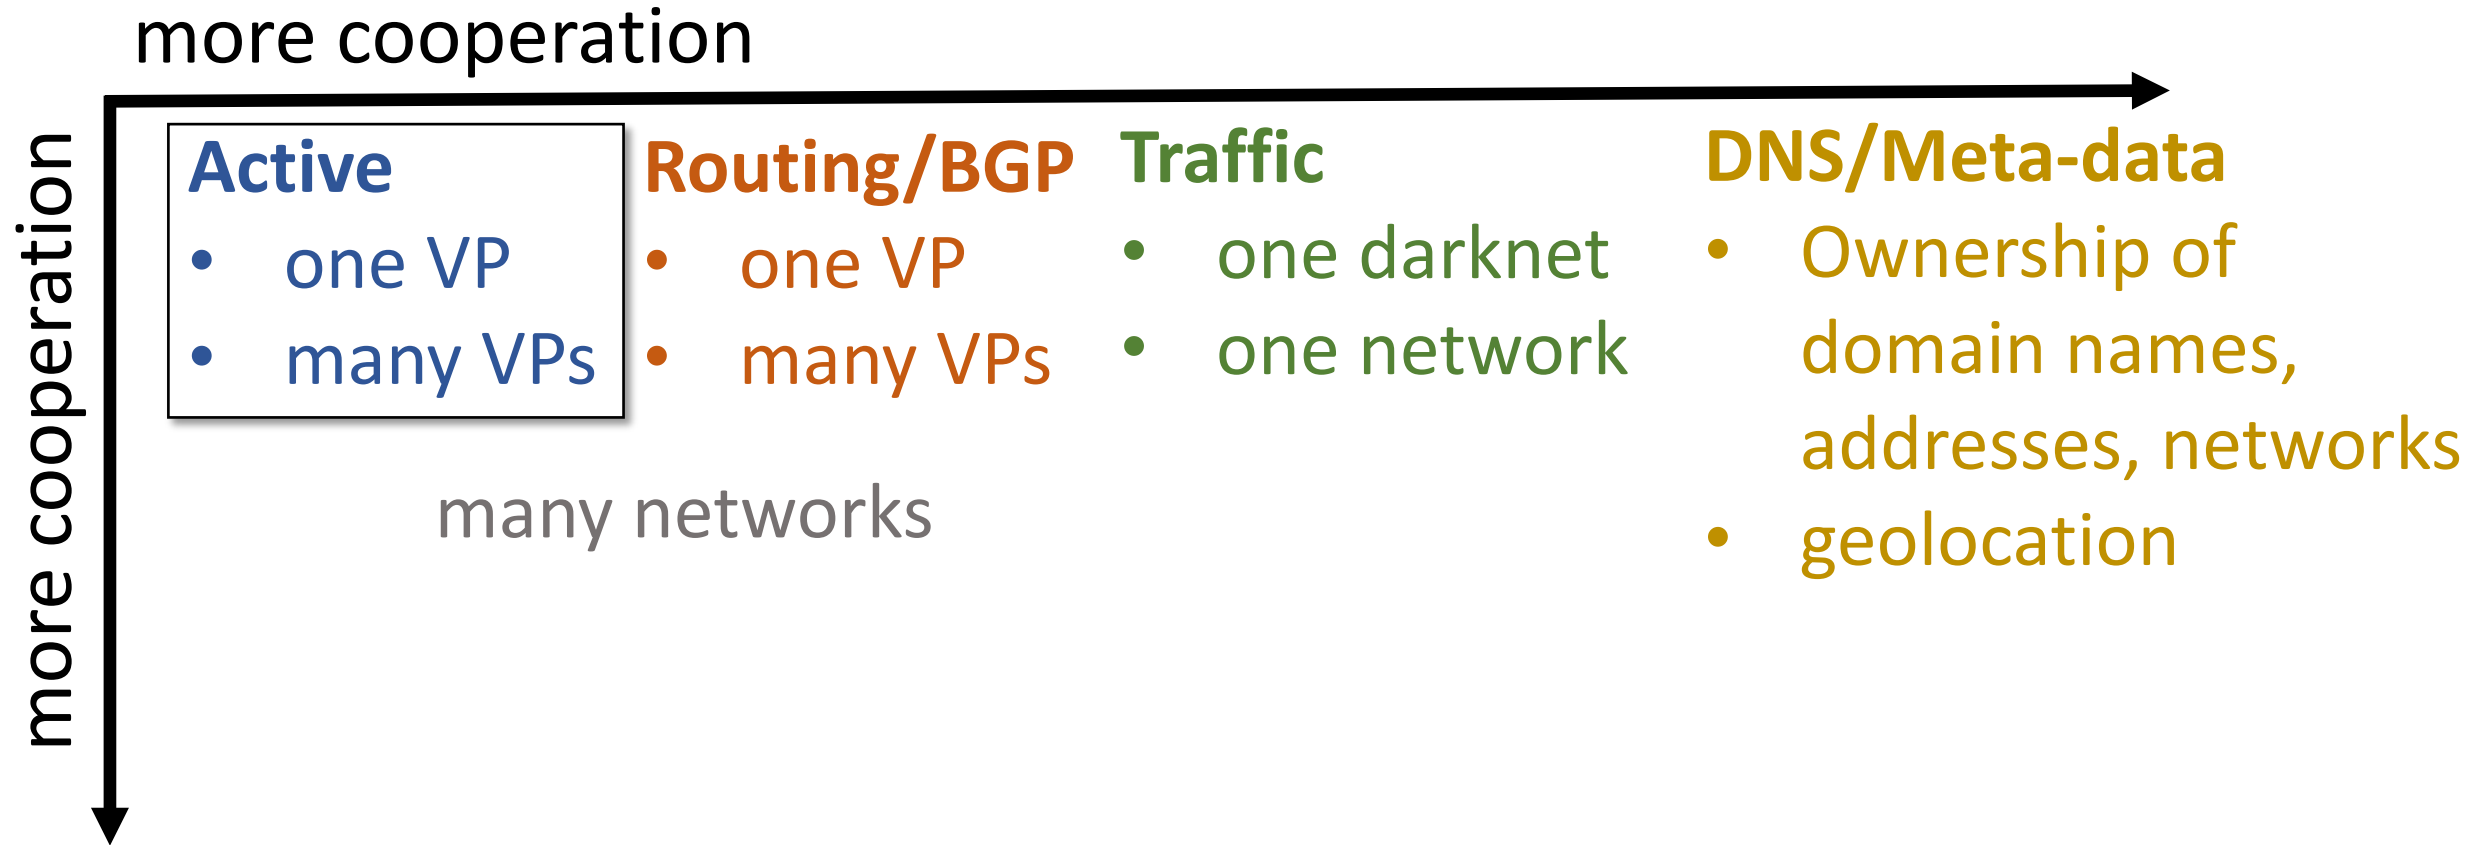 more cooperation
more cooperation
Active
• one VP
• many VPs
Routing/BGP
• one VP
• many VPs
many networks
Traffic
• one darknet
• one network
DNS/Meta-data
• Ownership of
domain names,
addresses, networks
• geolocation